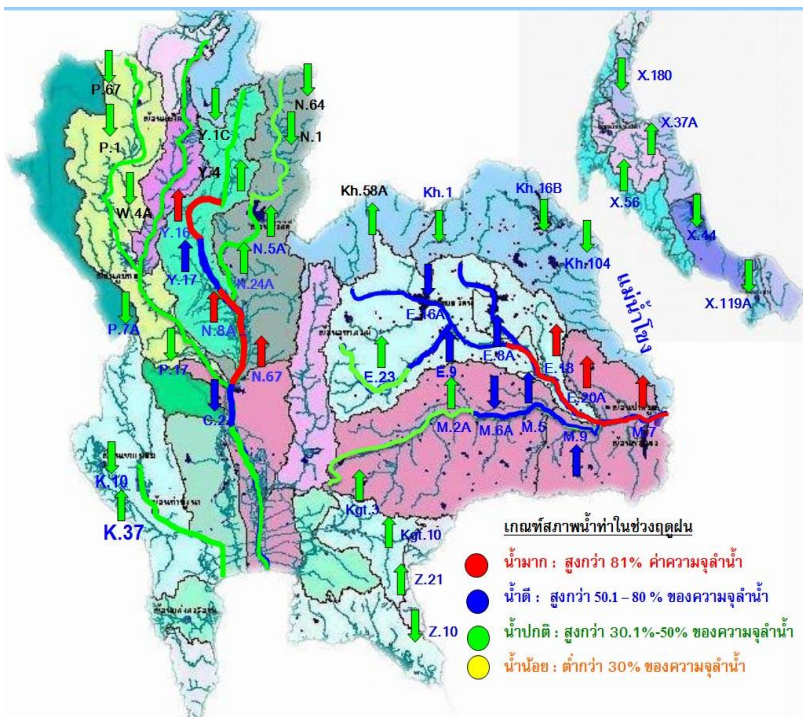 P.67
P.1
W.4A
Y.1C
Y.4
N.64
N.1
Y.16
Y.17
N.5A
N.24A
N.8A
N.67
P.7A
P.17
C.2
K.10
K.37
Kh.58A
Kh.1
Kh.16B
Kh.104
แม่น้ำโขง
E.16A
E.8A
E.23
E.9
E.18
E.20A
M.2A
M.6A
M.5
M.9
M.7
Kgt.3
Kgt.10
Z.21
Z.10
X.180
X.37A
X.56
X.44
X.119A
เกณฑ์สภาพน้ำท่าในช่วงฤดูฝน
น้ำมาก : สูงกว่า 81% ค่าความจุลำน้ำ
น้ำดี : สูงกว่า 50.1 – 80 % ของความจุลำน้ำ
น้ำปกติ : สูงกว่า 30.1%-50% ของความจุลำน้ำ
น้ำน้อย : ต่ำกว่า 30% ของความจุลำน้ำ